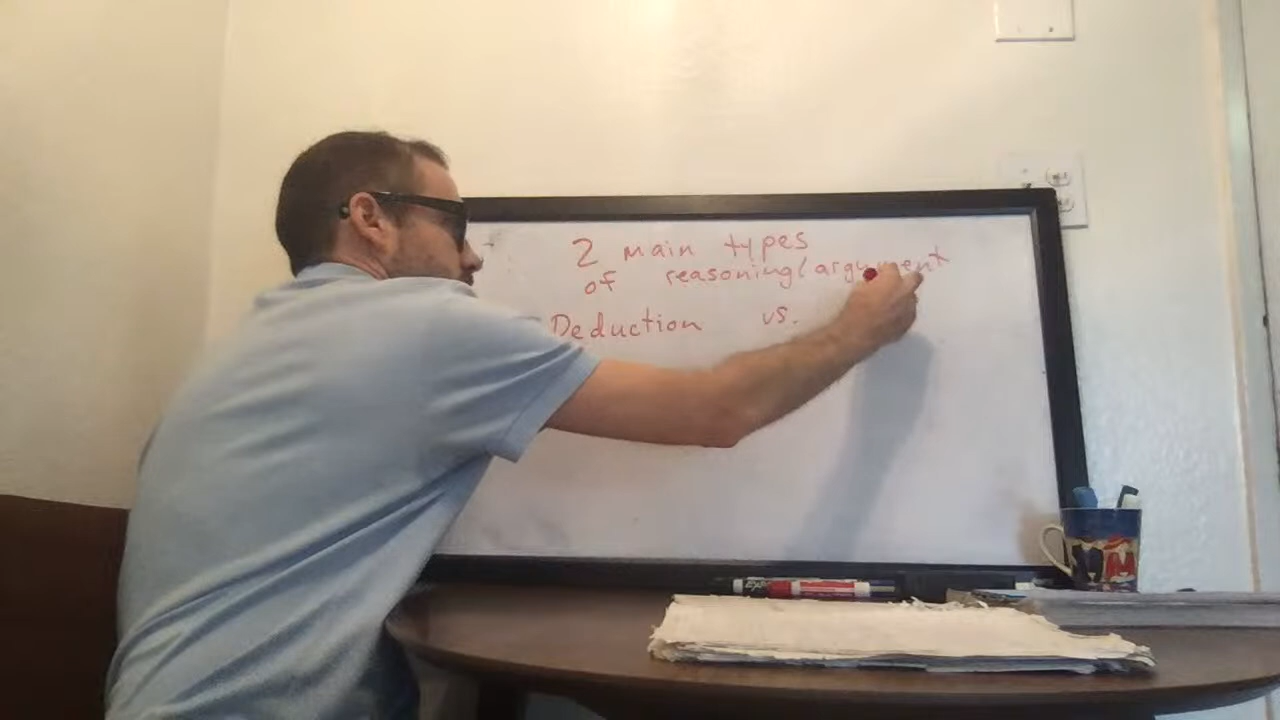 2 main types
of reasoning/argument
Deduction vs.